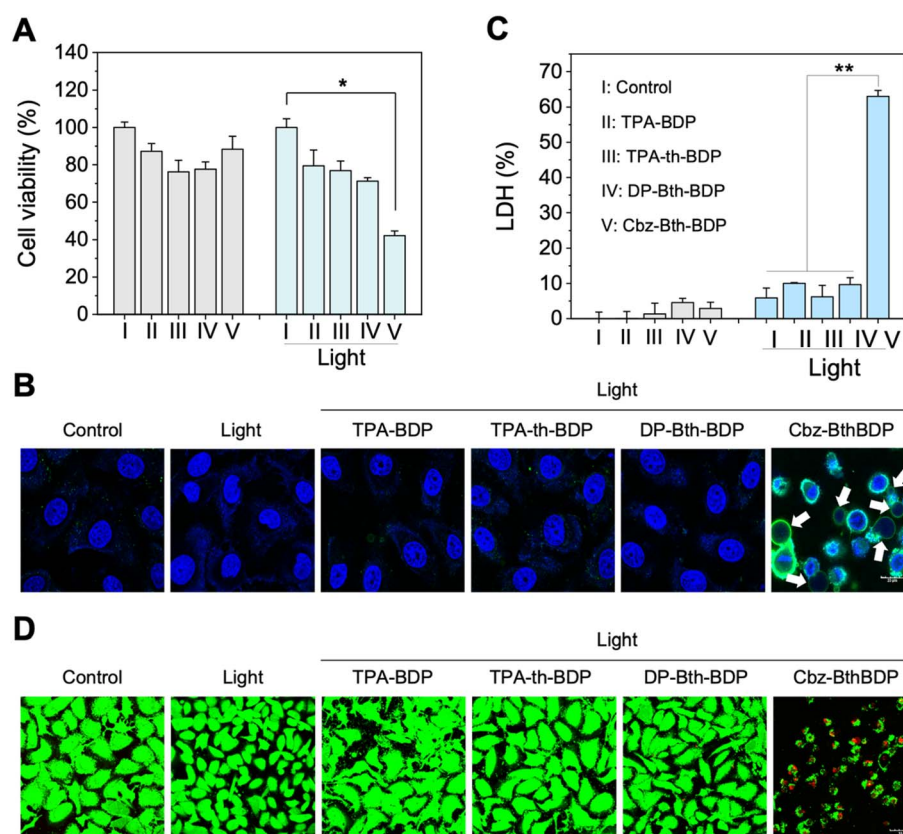 A
Cell viability (%)
140
120
100
80
60
40
20
0
*
I II III IV V
I II III IV V
Light
C
LDH (%)
70
60
50
40
30
20
10
0
**
I: Control
II: TPA-BDP
III: TPA-th-BDP
IV: DP-Bth-BDP
V: Cbz-Bth-BDP
I II III IV V
I II III IV V
Light
B
Light
Control Light TPA-BDP TPA-th-BDP DP-Bth-BDP Cbz-BthBDP
D
Light
Control Light TPA-BDP TPA-th-BDP DP-Bth-BDP Cbz-BthBDP